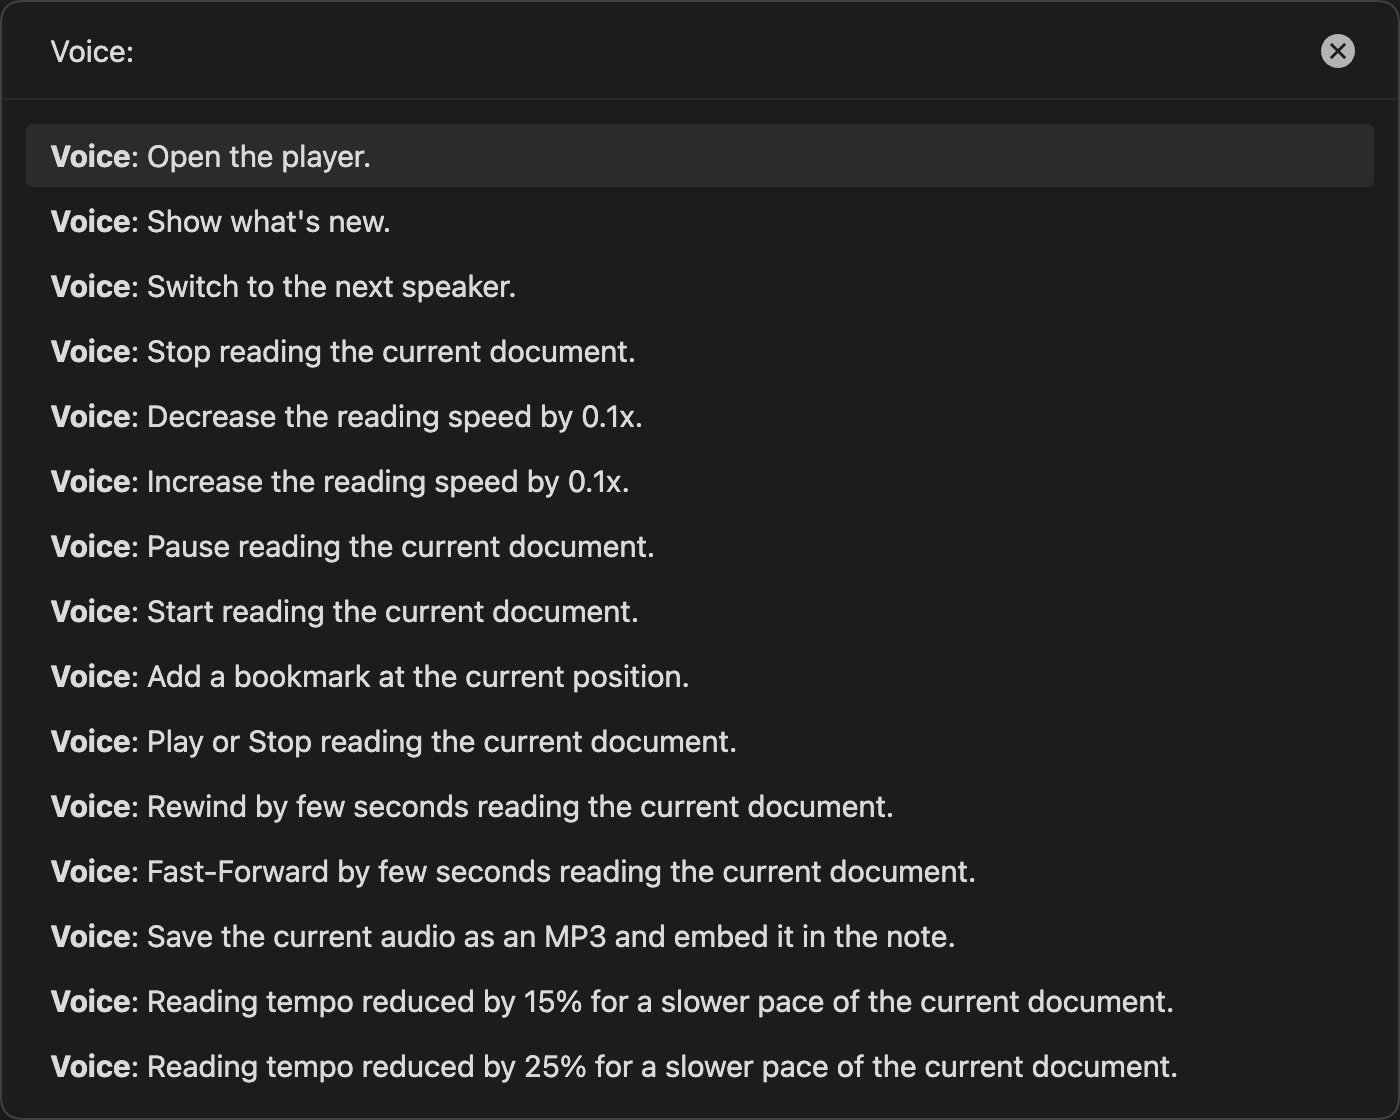 Voice:
Voice: Open the player.
Voice: Show what's new.
Voice: Switch to the next speaker.
Voice: Stop reading the current document.
Voice: Decrease the reading speed by 0.1x.
Voice: Increase the reading speed by 0.1x.
Voice: Pause reading the current document.
Voice: Start reading the current document.
Voice: Add a bookmark at the current position.
Voice: Play or Stop reading the current document.
Voice: Rewind by few seconds reading the current document.
Voice: Fast-Forward by few seconds reading the current document.
Voice: Save the current audio as an MP3 and embed it in the note.
Voice: Reading tempo reduced by 15% for a slower pace of the current document.
Voice: Reading tempo reduced by 25% for a slower pace of the current document.